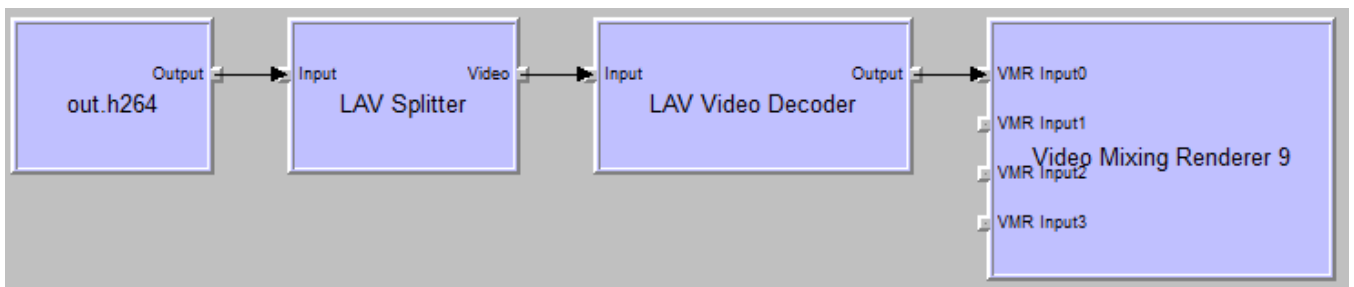 Output
out.h264
Input
Video
LAV Splitter
Input
Output
LAV Video Decoder
VMR Input0
VMR Input1
Video Mixing Renderer 9
VMR Input2
VMR Input3